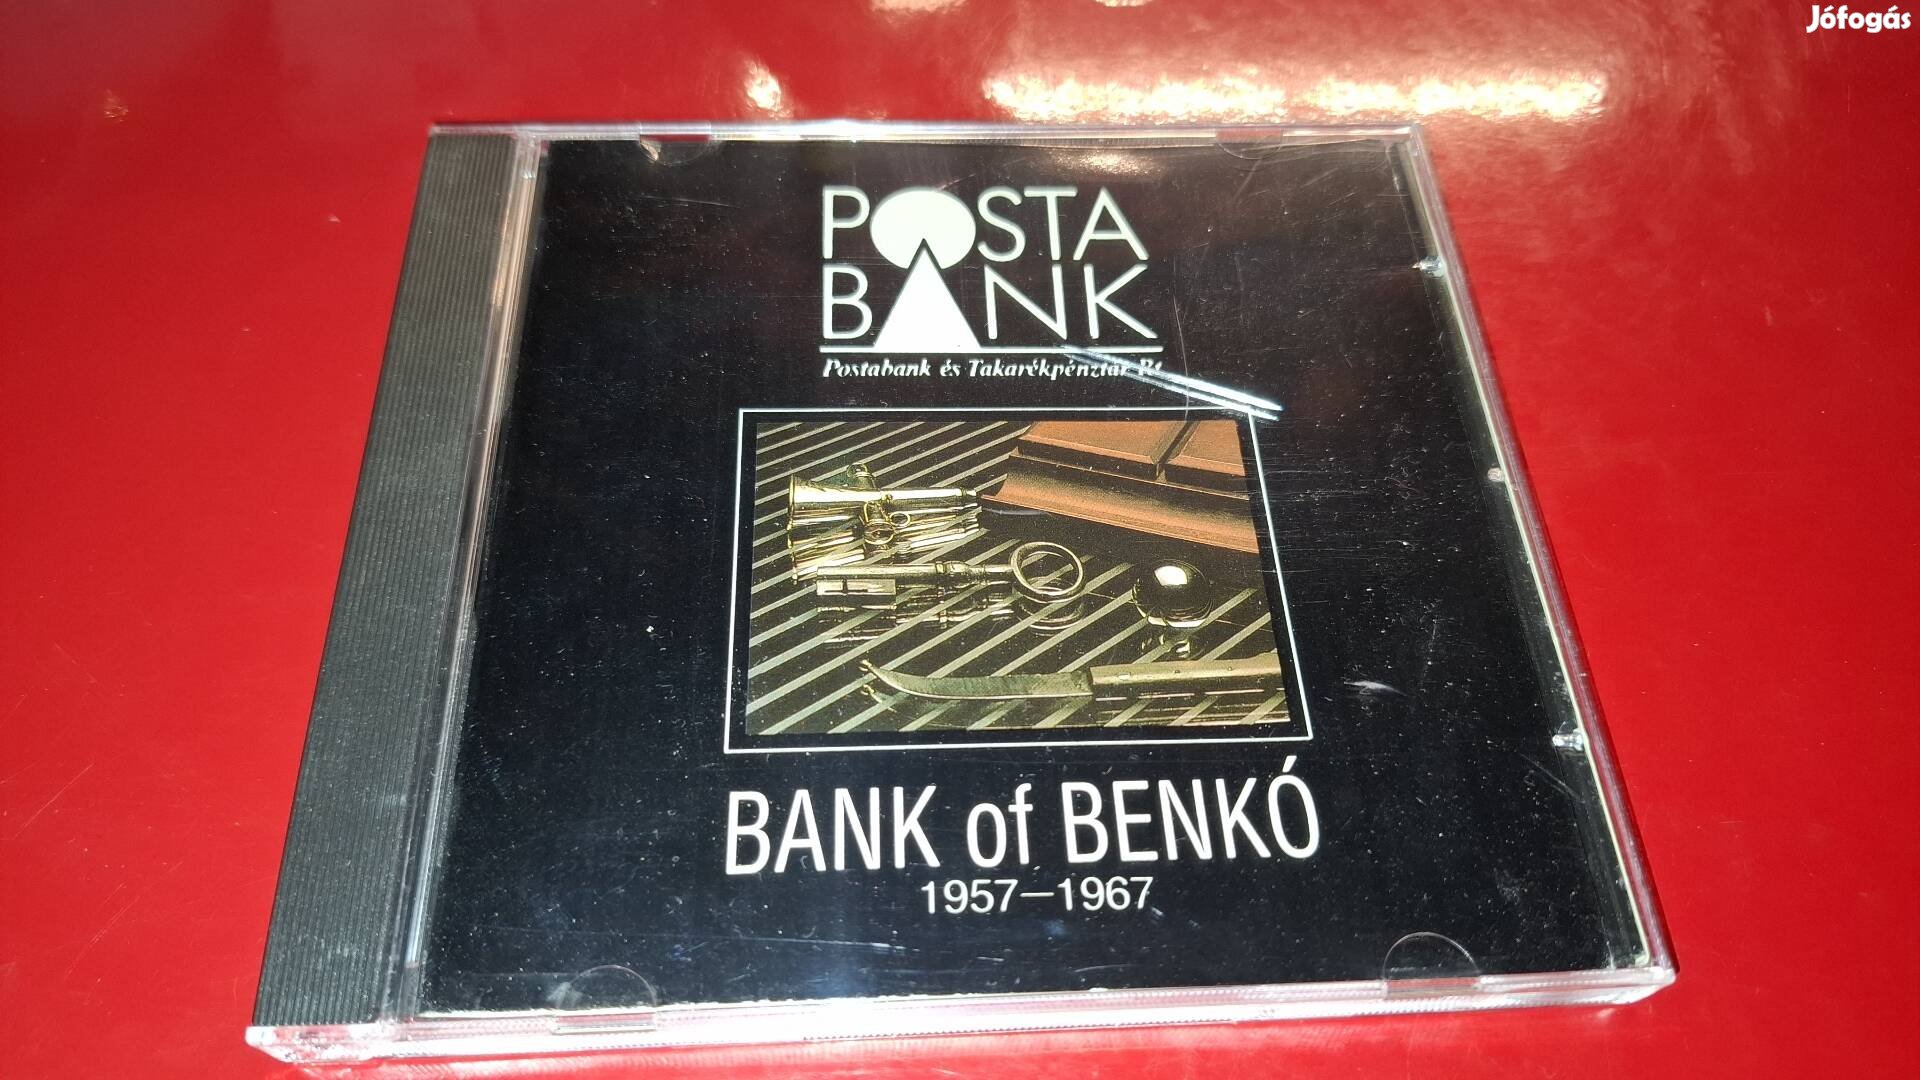 Jófogás
POSTA
BANK
Postabank és Takarékpénztár Rt
BANK of BENKÓ
1957–1967